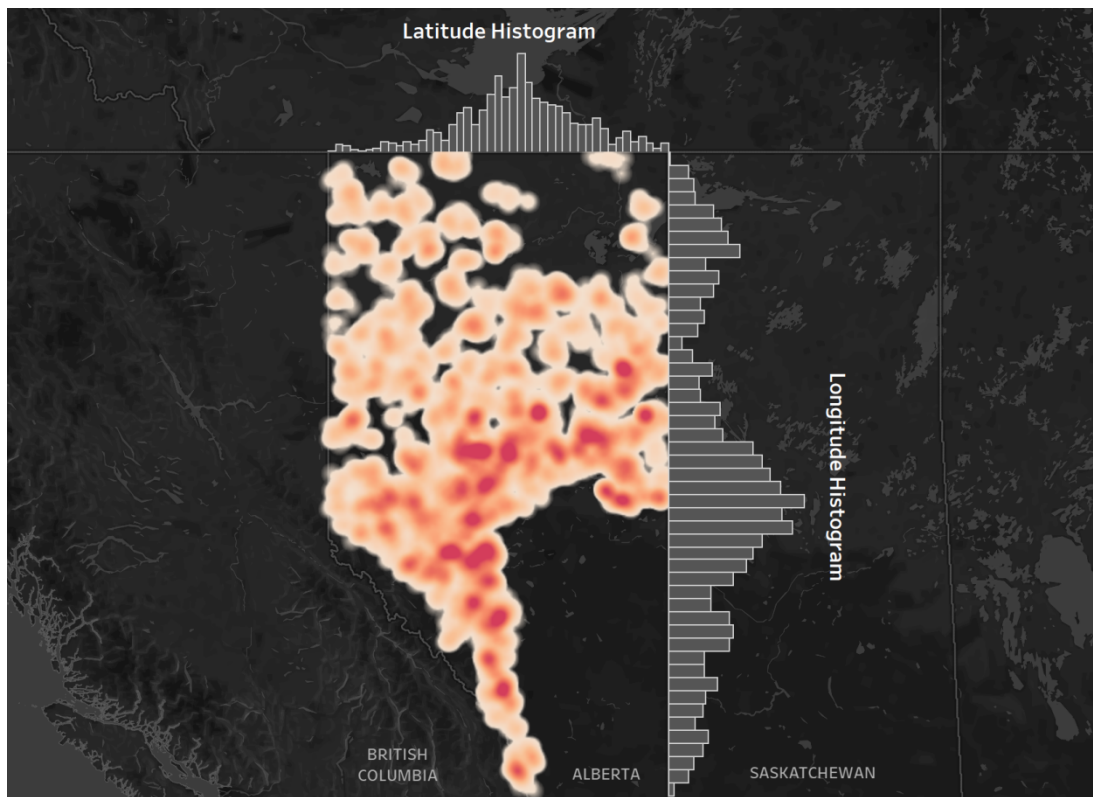 Latitude Histogram
Longitude Histogram
BRITISH
COLUMBIA
ALBERTA
SASKATCHEWAN